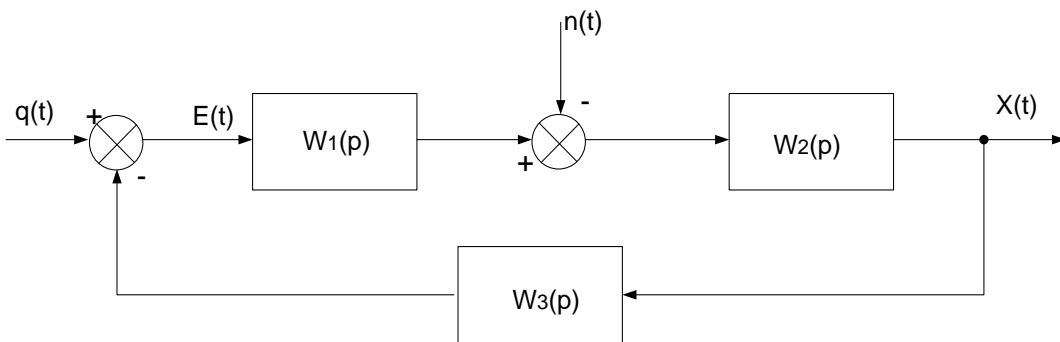 n(t)
q(t)
+
E(t)
W1(p)
-
+
W2(p)
X(t)
-
W3(p)